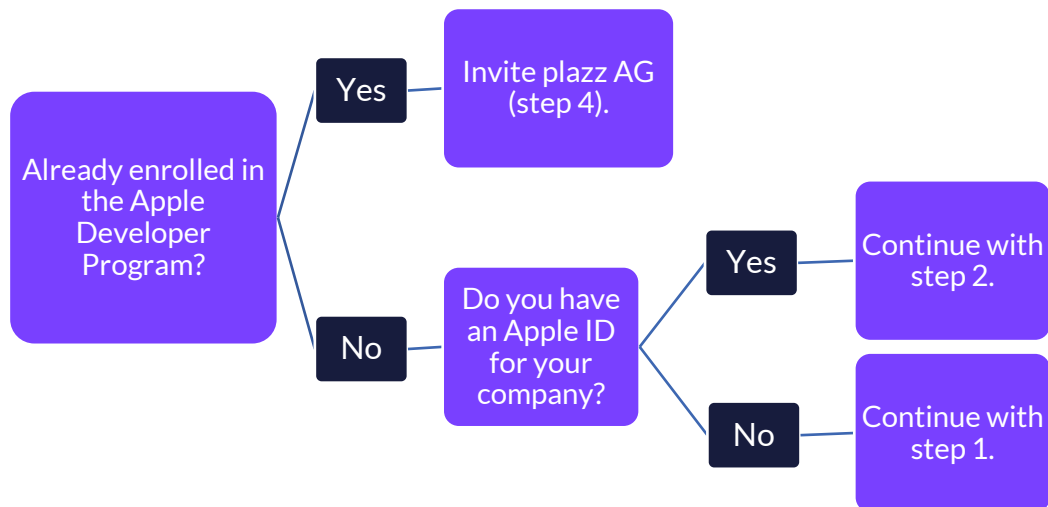 Already enrolled in
the Apple
Developer
Program?
Yes
Invite plazz AG
(step 4).
No
Do you have
an Apple ID
for your
company?
Yes
Continue with
step 2.
No
Continue with
step 1.